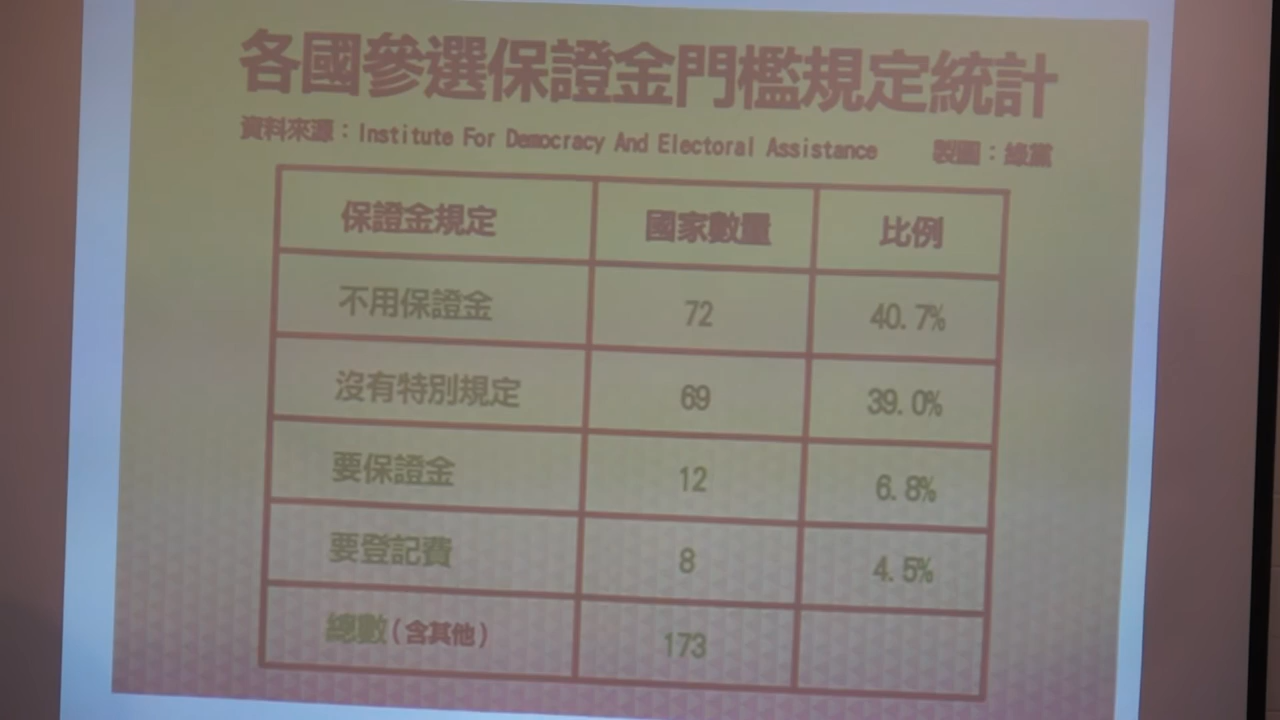 各國參選保證金門檻規定統計
資料來源：Institute For Democracy And Electoral Assistance 製圖：綠黨
保證金規定 國家數量 比例
不用保證金 72 40.7%
沒有特別規定 69 39.0%
要保證金 12 6.8%
要登記費 8 4.5%
總數(含其他) 173